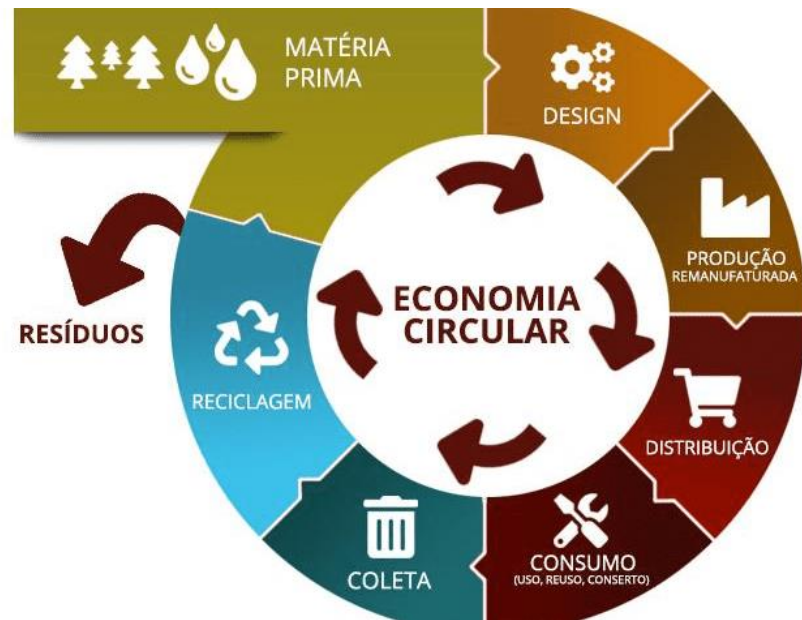 MATÉRIA
PRIMA
DESIGN
PRODUÇÃO
REMANUFATURADA
DISTRIBUIÇÃO
CONSUMO
(USO, REUSO, CONSERTO)
COLETA
RECICLAGEM
RESÍDUOS
ECONOMIA
CIRCULAR